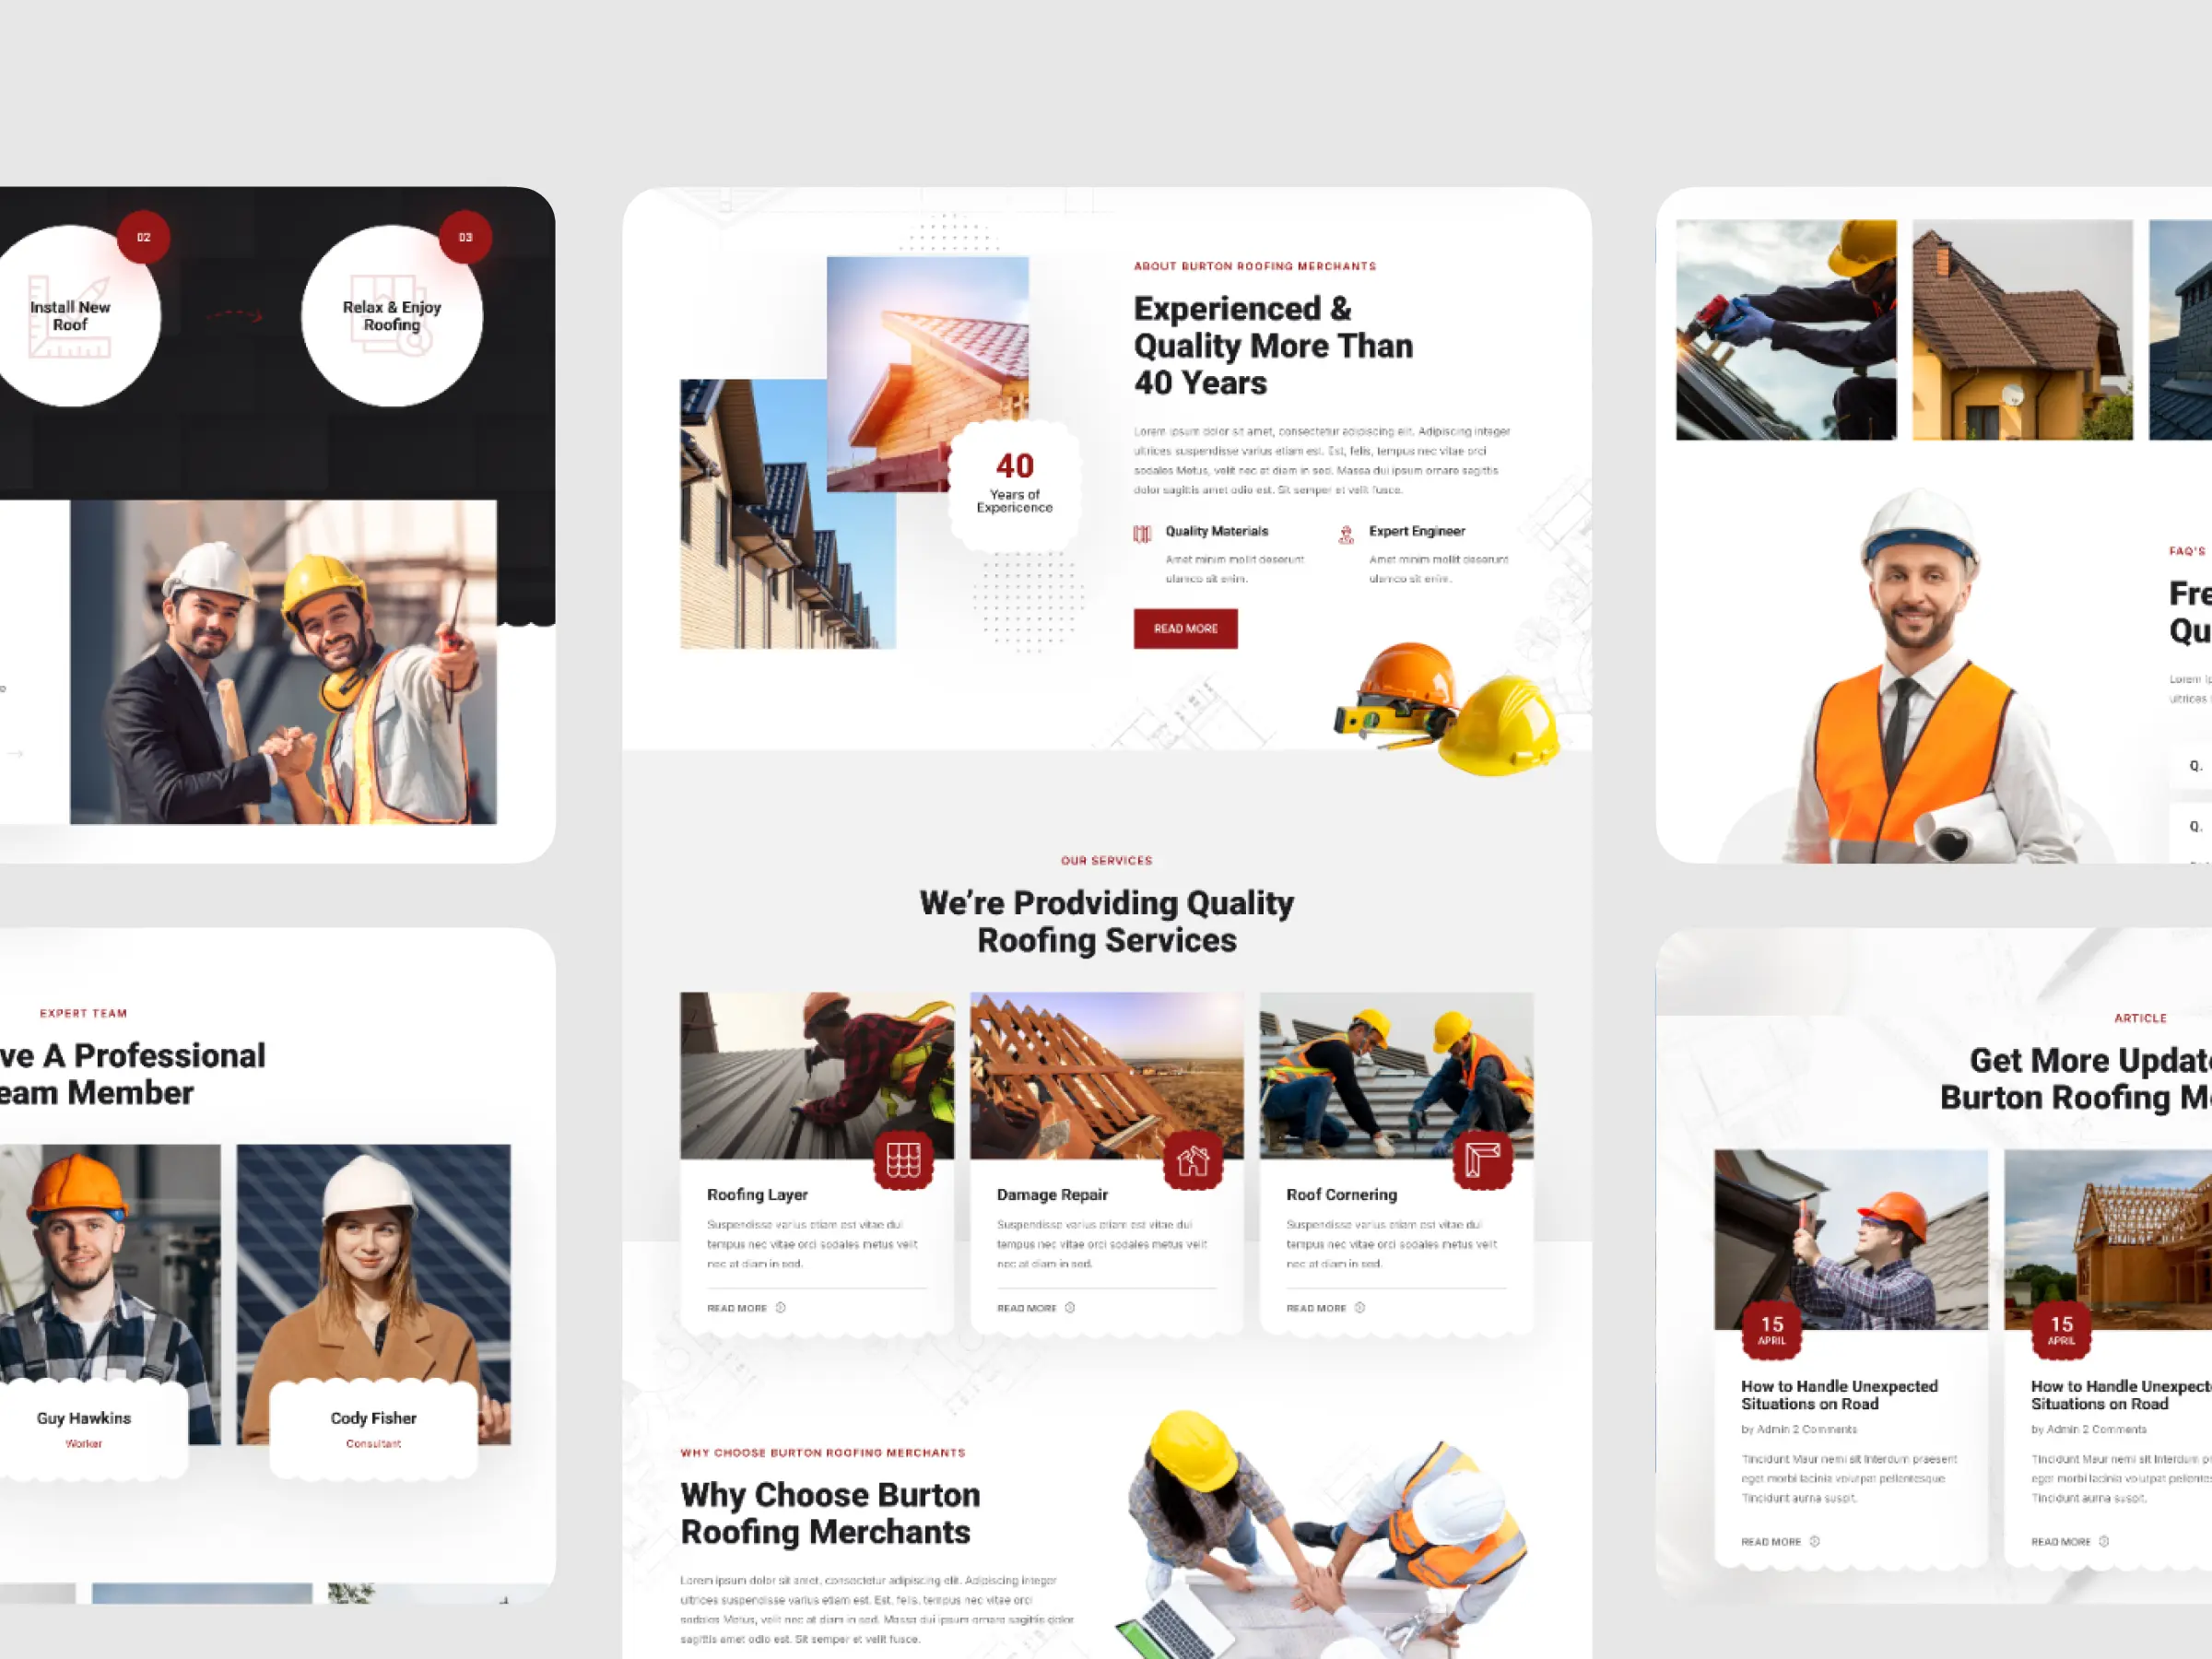 02
03
Install New
Roof
Relax & Enjoy
Roofing
EXPERT TEAM
ve A Professional
eam Member
Guy Hawkins
Worker
Cody Fisher
Consultant
ABOUT BURTON ROOFING MERCHANTS
Experienced &
Quality More Than
40 Years
40
Years of
Expericence
Lorem ipsum dolor sit amet, consectetur adipiscing elit. Adipiscing integer
ultrices suspendisse varius etiam est. Est, felis, tempus nec vitae orci
sodales Metus, velit nec at diam in sed. Massa dui ipsum ornare sagittis
dolor sagittis amet odio est. Sit semper et velit fusce.
Quality Materials
Amet minim mollit deserunt
ulamco sit enim.
Expert Engineer
Amet minim mollit deserunt
ulamco sit enim.
READ MORE
OUR SERVICES
We're Prodviding Quality
Roofing Services
Roofing Layer
Suspendisse varius etiam est vitae dui
tempus nec vitae orci sodales metus velit
nec at diam in sed.
READ MORE
Damage Repair
Suspendisse varius etiam est vitae dui
tempus nec vitae orci sodales metus velit
nec at diam in sed.
READ MORE
Roof Cornering
Suspendisse varius etiam est vitae dui
tempus nec vitae orci sodales metus velit
nec at diam in sed.
READ MORE
WHY CHOOSE BURTON ROOFING MERCHANTS
Why Choose Burton
Roofing Merchants
Lorem ipsum dolor sit amet, consectetur adipiscing elit. Adipiscing integer
ultrices suspendisse varius etiam est. Est, felis, tempus nec vitae orci
sodales Metus, velit nec at diam in sed. Massa dui ipsum ornare sagittis dolor
sagittis amet odio est. Sit semper et velit fusce.
FAQ'S
Fre
Qu
Lorem ip
ultrices
Q.
Q.
ARTICLE
Get More Update
Burton Roofing M
15
APRIL
How to Handle Unexpected
Situations on Road
by Admin 2 Comments
Tincidunt Maur nemi sit Interdum praesent
eget morbi lacinia volutpat pellentesque
Tincidunt aurna suspit.
READ MORE
15
APRIL
How to Handle Unexpect
Situations on Road
by Admin 2 Comments
Tincidunt Maur nemi sit Interdum p
eget morbi lacinia volutpat pellentes
Tincidunt aurna suspit.
READ MORE